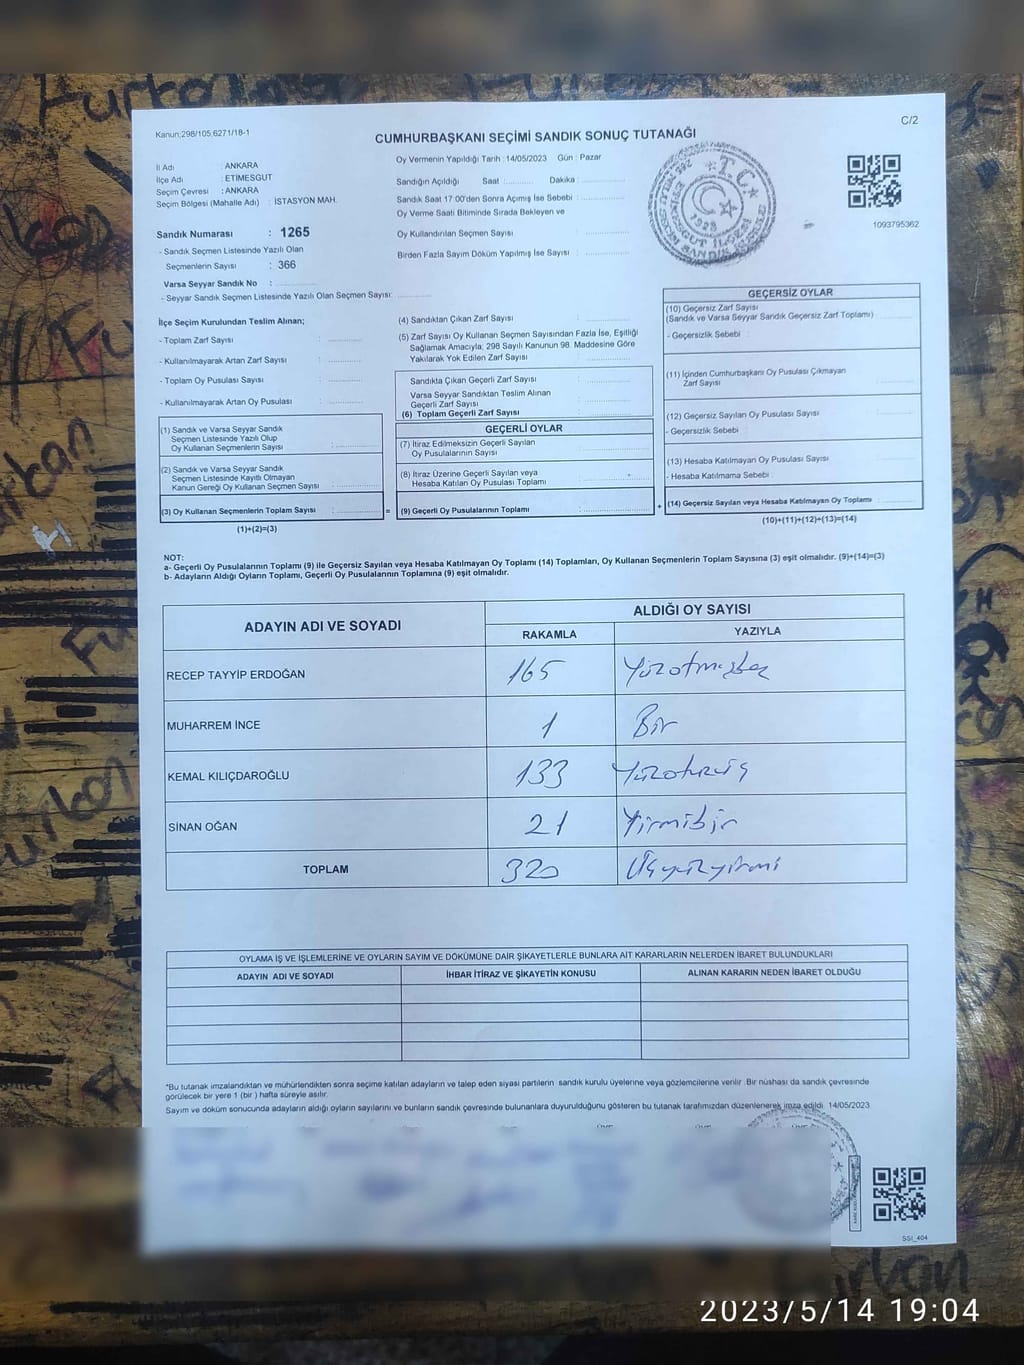 Kanun;298/105,6271/18-1
C/2
CUMHURBAŞKANI SEÇİMİ SANDIK SONUÇ TUTANAĞI
İl Adı : ANKARA
İlçe Adı : ETİMESGUT
Seçim Çevresi : ANKARA
Seçim Bölgesi (Mahalle Adı) : İSTASYON MAH.
Sandık Numarası : 1265
- Sandık Seçmen Listesinde Yazılı Olan
Seçmenlerin Sayısı : 366
Varsa Seyyar Sandık No :
- Seyyar Sandık Seçmen Listesinde Yazılı Olan Seçmen Sayısı:
Oy Vermenin Yapıldığı Tarih : 14/05/2023 Gün : Pazar
Sandığın Açıldığı Saat : Dakika :
Sandık Saat 17:00'den Sonra Açımış İse Sebebi :
Oy Verme Saati Bitiminde Sırada Bekleyen ve
Oy Kullandırılan Seçmen Sayısı :
Birden Fazla Sayım Döküm Yapılmış İse Sayısı :
1093795362
İlçe Seçim Kurulundan Teslim Alınan;
- Toplam Zarf Sayısı :
- Kullanılmayarak Artan Zarf Sayısı :
- Toplam Oy Pusulası Sayısı :
- Kullanılmayarak Artan Oy Pusulası :
(1) Sandık ve Varsa Seyyar Sandık
Seçmen Listesinde Yazılı Olup
Oy Kullanan Seçmenlerin Sayısı :
(2) Sandık ve Varsa Seyyar Sandık
Seçmen Listesinde Kayıtlı Olmayan
Kanun Gereği Oy Kullanan Seçmen Sayısı :
(3) Oy Kullanan Seçmenlerin Toplam Sayısı :
(1)+(2)=(3)
(4) Sandıktan Çıkan Zarf Sayısı :
(5) Zarf Sayısı Oy Kullanan Seçmen Sayısından Fazla İse, Eşitliği
Sağlamak Amacıyla, 298 Sayılı Kanunun 98. Maddesine Göre
Yakılarak Yok Edilen Zarf Sayısı :
Sandıkta Çıkan Geçerli Zarf Sayısı :
Varsa Seyyar Sandıktan Teslim Alınan
Geçerli Zarf Sayısı :
(6) Toplam Geçerli Zarf Sayısı :
GEÇERLİ OYLAR
(7) İtiraz Edilmeksizin Geçerli Sayılan
Oy Pusulalarının Sayısı :
(8) İtiraz Üzerine Geçerli Sayılan veya
Hesaba Katılan Oy Pusulası Toplamı :
=
(9) Geçerli Oy Pusulalarının Toplamı :
+
GEÇERSİZ OYLAR
(10) Geçersiz Zarf Sayısı
(Sandık ve Varsa Seyyar Sandık Geçersiz Zarf Toplamı) :
- Geçersizlik Sebebi :
(11) İçinden Cumhurbaşkanı Oy Pusulası Çıkmayan
Zarf Sayısı :
(12) Geçersiz Sayılan Oy Pusulası Sayısı :
- Geçersizlik Sebebi :
(13) Hesaba Katılmayan Oy Pusulası Sayısı :
- Hesaba Katılmama Sebebi :
(14) Geçersiz Sayılan veya Hesaba Katılmayan Oy Toplamı :
(10)+(11)+(12)+(13)=(14)
NOT:
a- Geçerli Oy Pusulalarının Toplamı (9) ile Geçersiz Sayılan veya Hesaba Katılmayan Oy Toplamı (14) Toplamları, Oy Kullanan Seçmenlerin Toplam Sayısına (3) eşit olmalıdır. (9)+(14)=(3)
b- Adayların Aldığı Oyların Toplamı, Geçerli Oy Pusulalarının Toplamına (9) eşit olmalıdır.
ADAYIN ADI VE SOYADI
ALDIĞI OY SAYISI
RAKAMLA YAZIYLA
RECEP TAYYİP ERDOĞAN 165 Yüzatmışbeş
MUHARREM İNCE 1 Bir
KEMAL KILIÇDAROĞLU 133 Yüzotuzüç
SİNAN OĞAN 21 Yirmibir
TOPLAM 320 Üçyüzyirmi
OYLAMA İŞ VE İŞLEMLERİNE VE OYLARIN SAYIM VE DÖKÜMÜNE DAİR ŞİKAYETLERLE BUNLARA AİT KARARLARIN NELERDEN İBARET BULUNDUKLARI
ADAYIN ADI VE SOYADI İHBAR İTİRAZ VE ŞİKAYETİN KONUSU ALINAN KARARIN NEDEN İBARET OLDUĞU
*Bu tutanak imzalandıktan ve mühürlendikten sonra seçime katılan adayların ve talep eden siyasi partilerin sandık kurulu üyelerine veya gözlemcilerine verilir. Bir nüshası da sandık çevresinde
görülecek bir yere 1 (bir) hafta süreyle asılır.
Sayım ve döküm sonucunda adayların aldığı oyların sayılarını ve bunların sandık çevresinde bulunanlara duyurulduğunu gösteren bu tutanak tarafımızdan düzenlenerek imza edildi. 14/05/2023
SSI_404
Furkan
2023/5/14 19:04